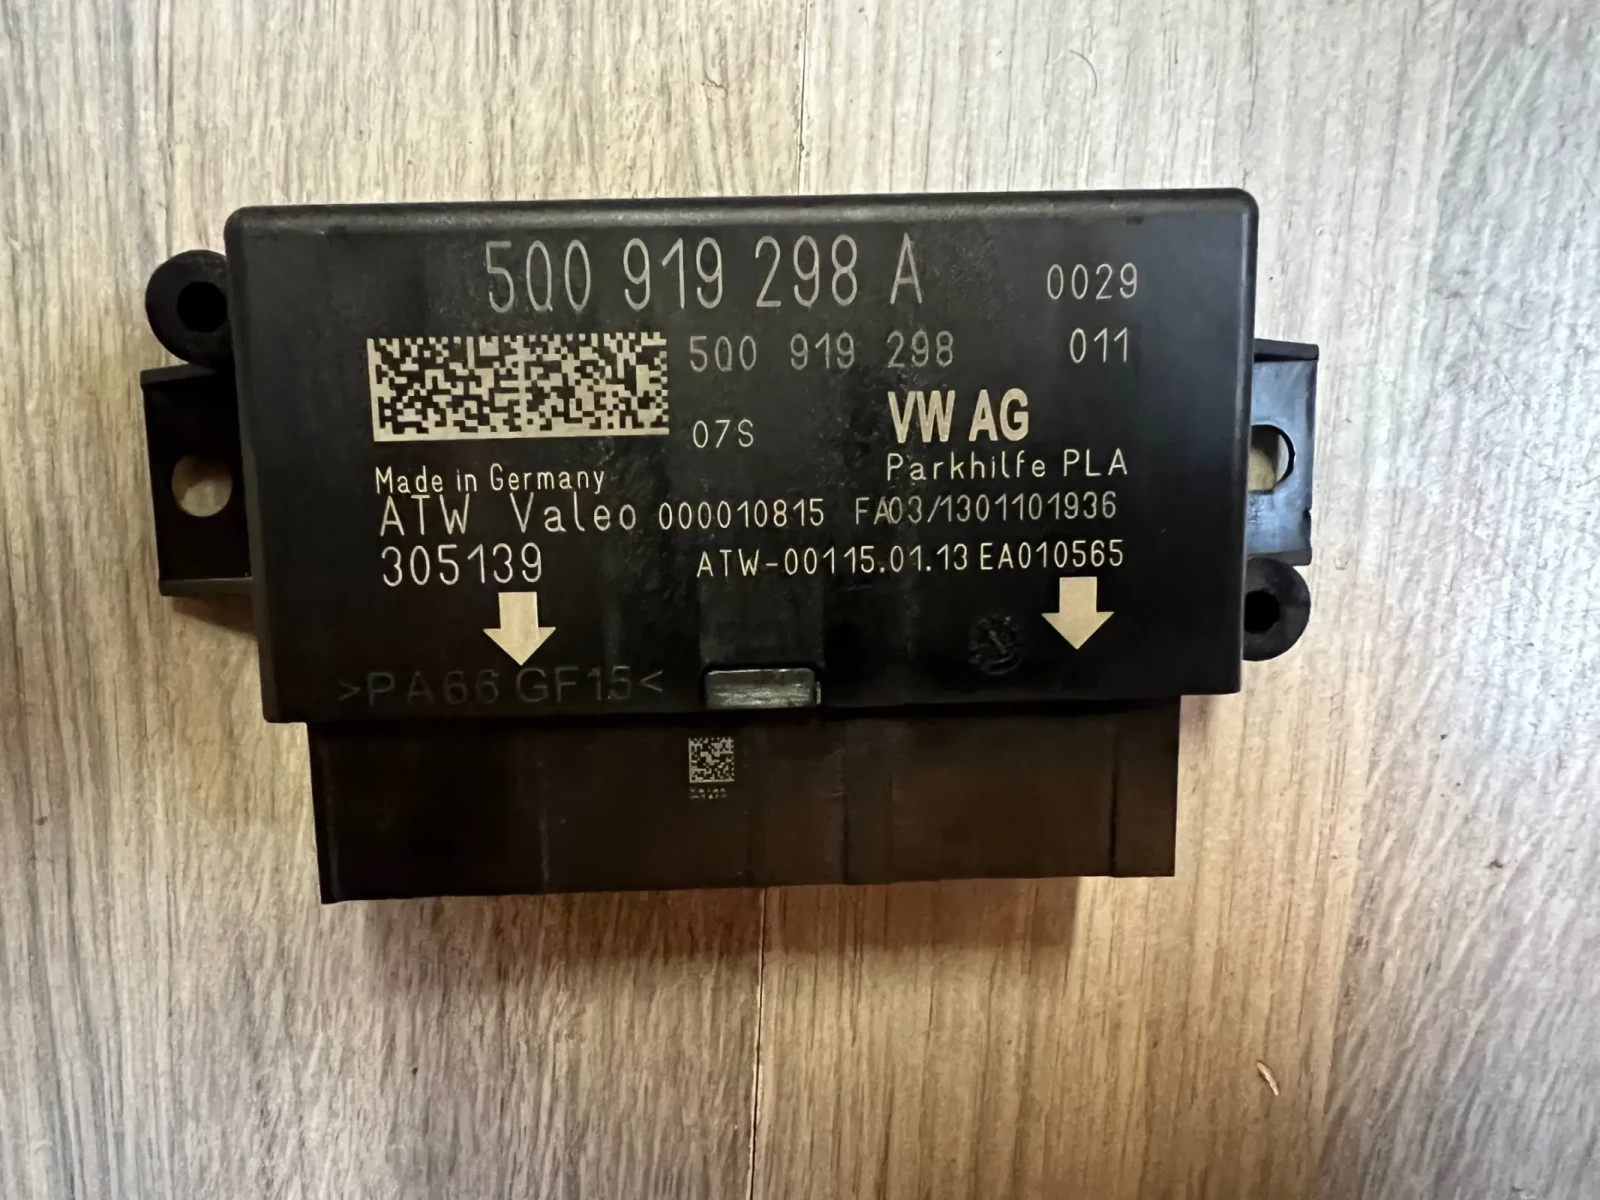 5Q0 919 298 A 0029
5Q0 919 298 011
07S
VW AG
Parkhilfe PLA
Made in Germany
ATW Valeo 000010815 FA03/1301101936
305139 ATW-00115.01.13 EA010565
>PA66 GF15<